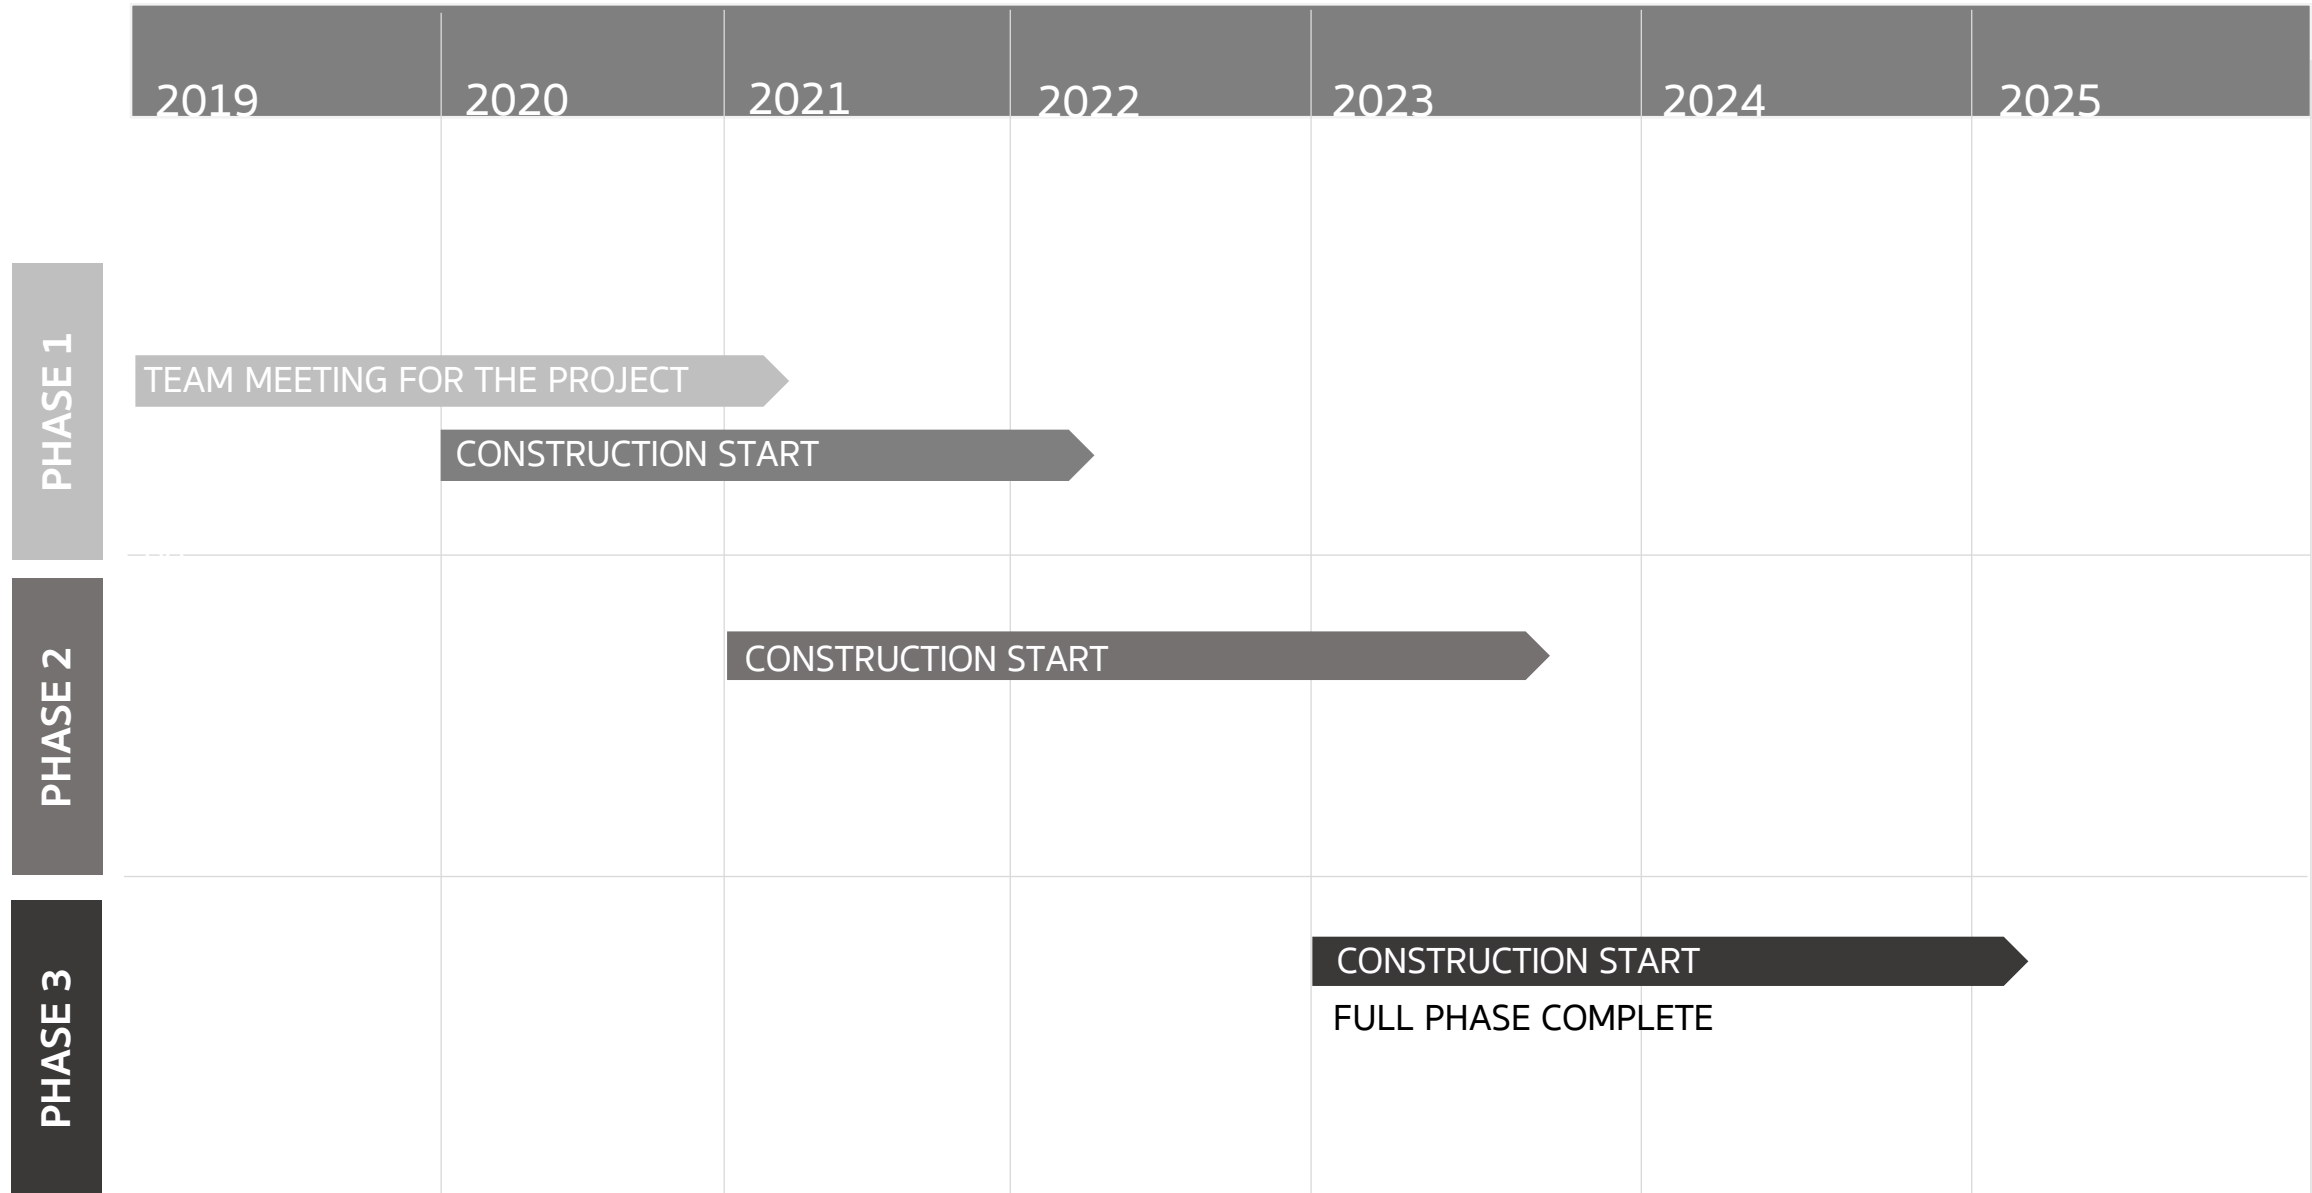 2019 2020 2021 2022 2023 2024 2025
PHASE 1
TEAM MEETING FOR THE PROJECT
CONSTRUCTION START
PHASE 2
CONSTRUCTION START
PHASE 3
CONSTRUCTION START
FULL PHASE COMPLETE